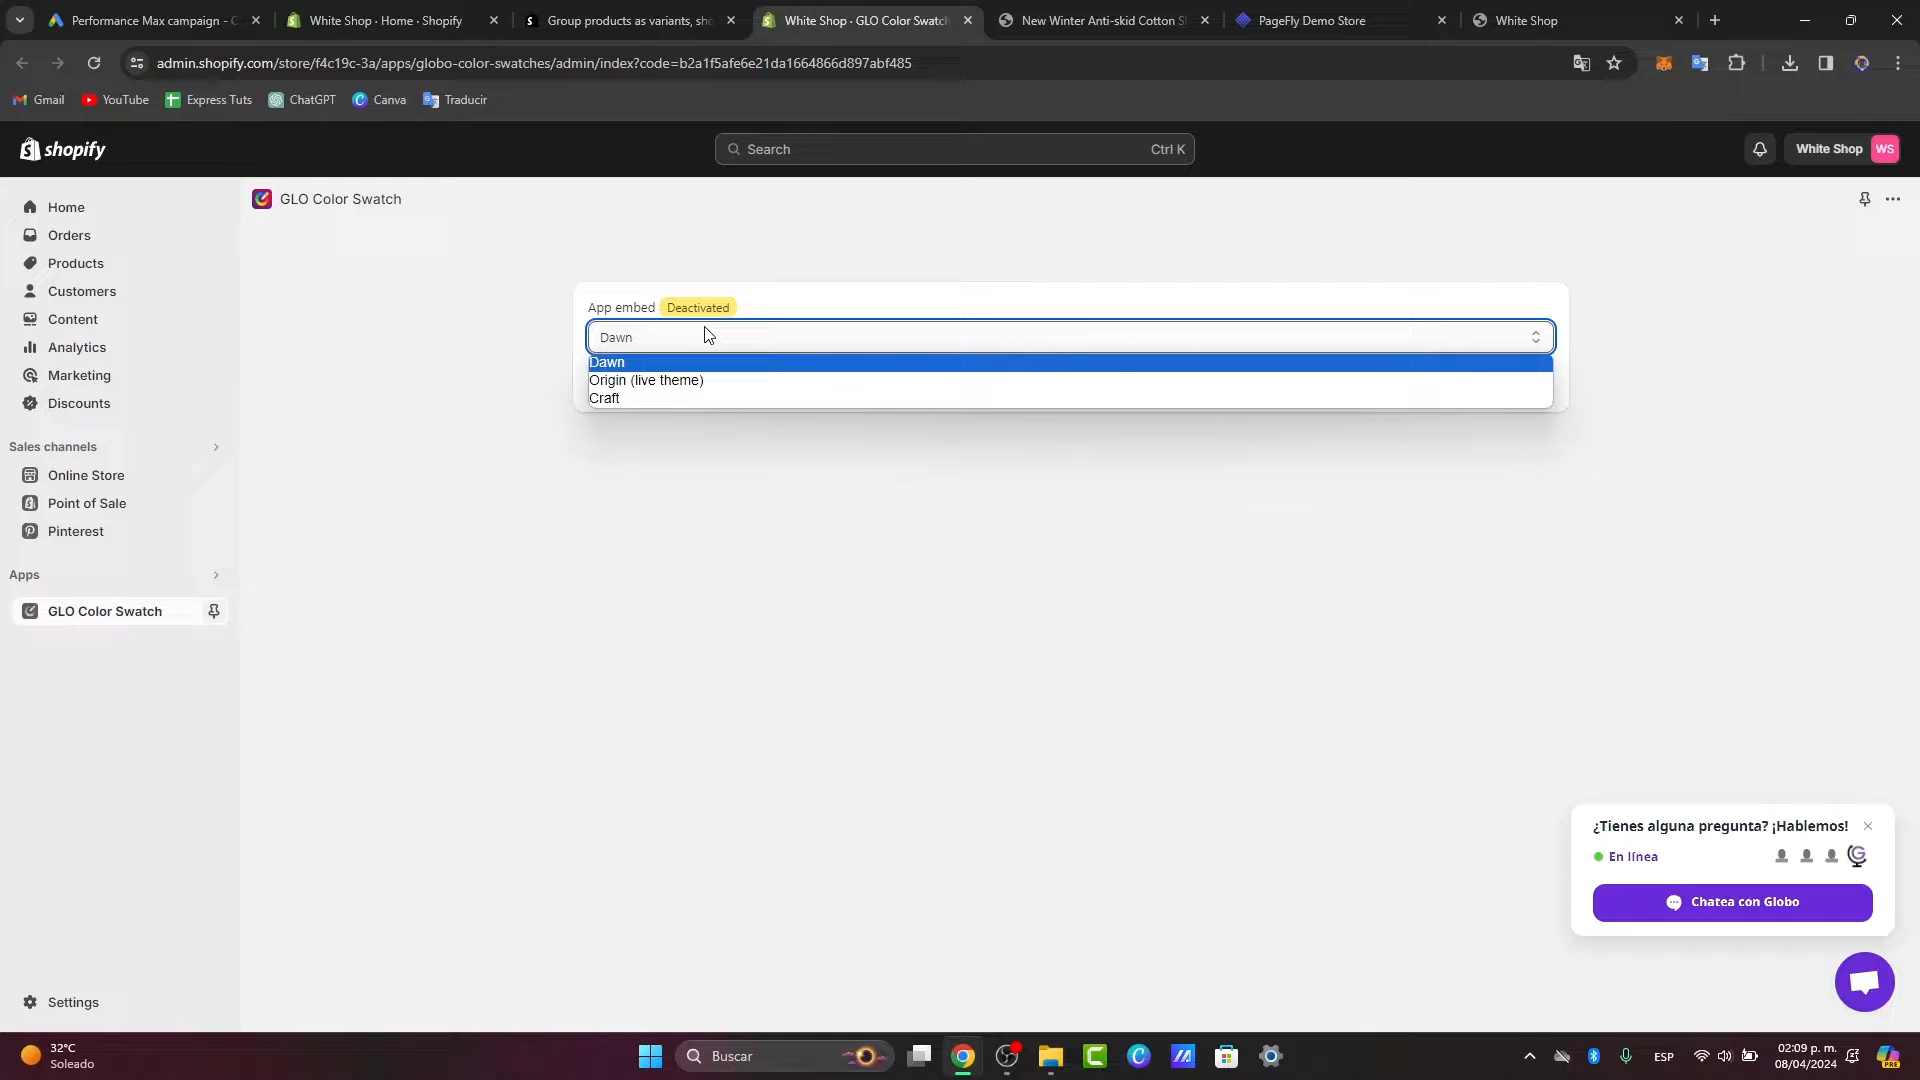 Performance Max campaign - C
White Shop · Home · Shopify
Group products as variants, sho
White Shop · GLO Color Swatch
New Winter Anti-skid Cotton S
PageFly Demo Store
White Shop
admin.shopify.com/store/f4c19c-3a/apps/globo-color-swatches/admin/index?code=b2a1f5afe6e21da1664866d897abf485
Gmail
YouTube
Express Tuts
ChatGPT
Canva
Traducir
shopify
Search
Ctrl K
White Shop
WS
Home
Orders
Products
Customers
Content
Analytics
Marketing
Discounts
Sales channels
Online Store
Point of Sale
Pinterest
Apps
GLO Color Swatch
Settings
GLO Color Swatch
App embed Deactivated
Dawn
Dawn
Origin (live theme)
Craft
¿Tienes alguna pregunta? ¡Hablemos!
En línea
Chatea con Globo
32°C
Soleado
Buscar
ESP
02:09 p. m.
08/04/2024
PRE